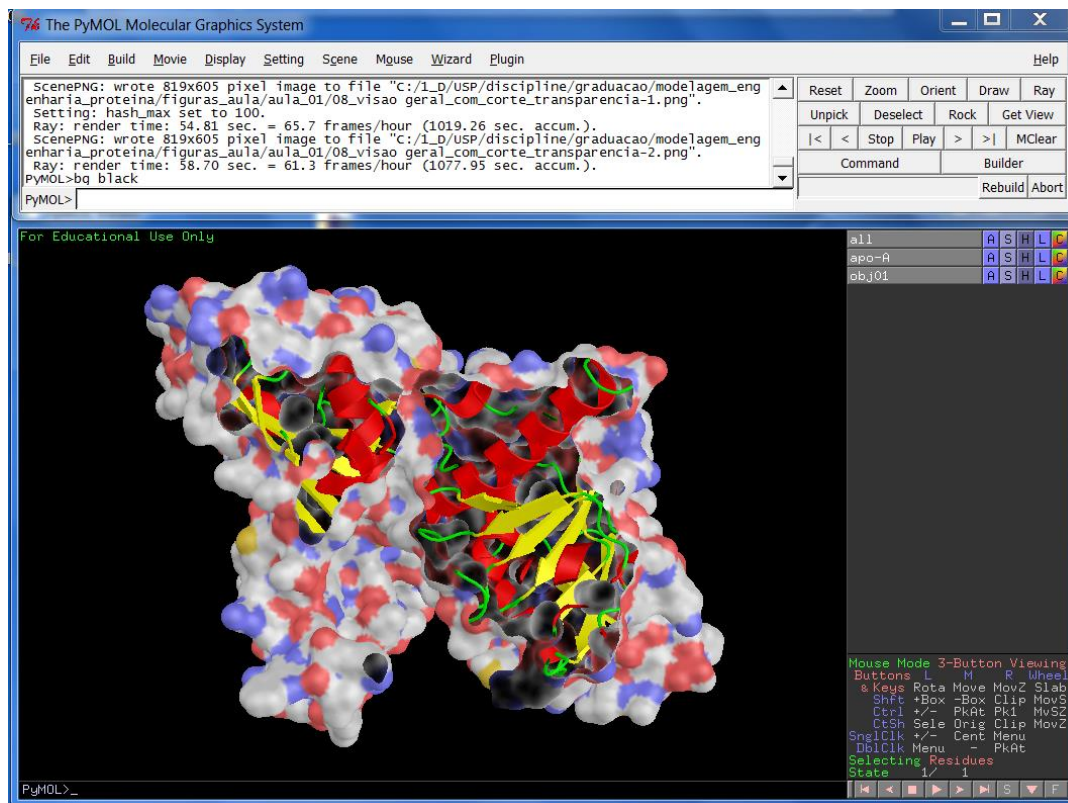 The PyMOL Molecular Graphics System
File Edit Build Movie Display Setting Scene Mouse Wizard Plugin Help
ScenePNG: wrote 819x605 pixel image to file "C:/1_D/USP/discipline/graduacao/modelagem_eng
enharia_proteina/figuras_aula/aula_01/08_visao geral_com_corte_transparencia-1.png".
Setting: hash_max set to 100.
Ray: render time: 54.81 sec. = 65.7 frames/hour (1019.26 sec. accum.).
ScenePNG: wrote 819x605 pixel image to file "C:/1_D/USP/discipline/graduacao/modelagem_eng
enharia_proteina/figuras_aula/aula_01/08_visao geral_com_corte_transparencia-2.png".
Ray: render time: 58.70 sec. = 61.3 frames/hour (1077.95 sec. accum.).
PyMOL>bg black
PyMOL>
Reset Zoom Orient Draw Ray
Unpick Deselect Rock Get View
|< < Stop Play > >| MClear
Command Builder
Rebuild Abort
For Educational Use Only
all A S H L C
apo-A A S H L C
obj01 A S H L C
Mouse Mode 3-Button Viewing
Buttons L M R Wheel
& Keys Rota Move MovZ Slab
Shft +Box -Box Clip MovS
Ctrl +/- PkAt Pk1 MvSZ
CtSh Sele Orig Clip MovZ
SnglClk +/- Cent Menu
DblClk Menu - PkAt
Selecting Residues
State 1/ 1
PyMOL>_
S F